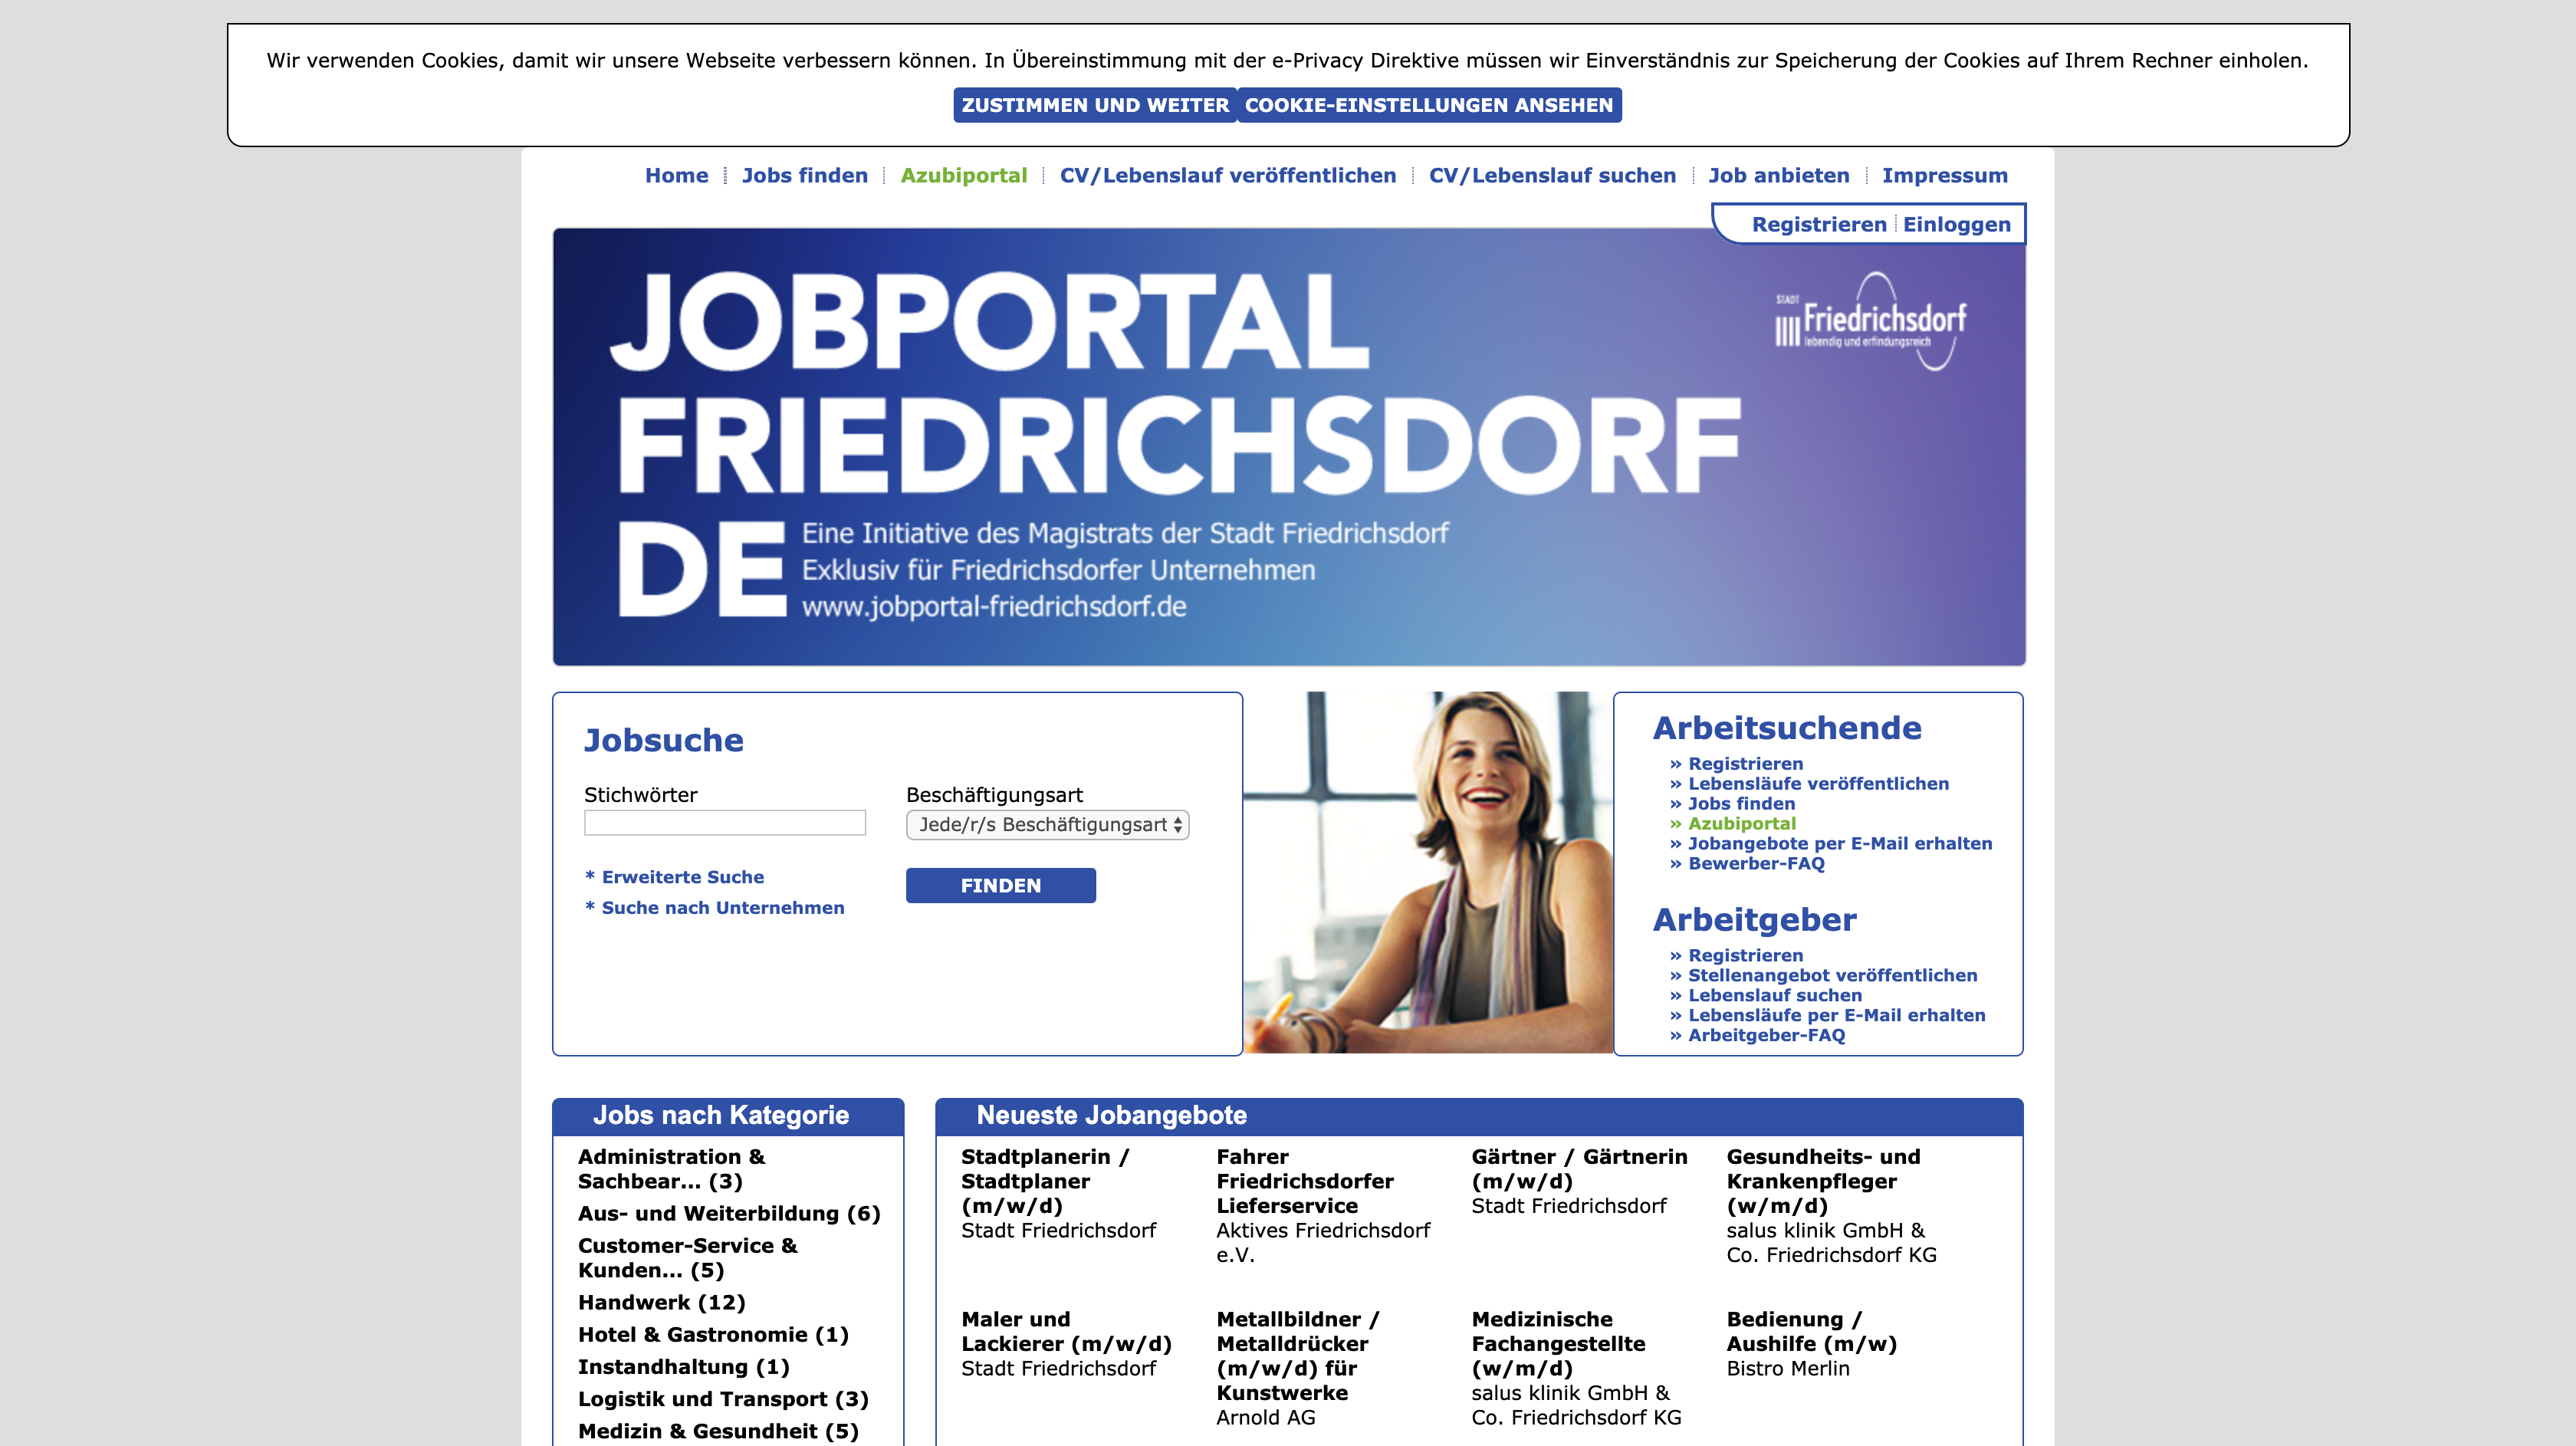 Wir verwenden Cookies, damit wir unsere Webseite verbessern können. In Übereinstimmung mit der e-Privacy Direktive müssen wir Einverständnis zur Speicherung der Cookies auf Ihrem Rechner einholen.
ZUSTIMMEN UND WEITER COOKIE-EINSTELLUNGEN ANSEHEN
Home Jobs finden Azubiportal CV/Lebenslauf veröffentlichen CV/Lebenslauf suchen Job anbieten Impressum
Registrieren Einloggen
JOBPORTAL
FRIEDRICHSDORF
DE
Eine Initiative des Magistrats der Stadt Friedrichsdorf
Exklusiv für Friedrichsdorfer Unternehmen
www.jobportal-friedrichsdorf.de
STADT
Friedrichsdorf
lebendig und erfindungsreich
Jobsuche
Stichwörter
Beschäftigungsart
Jede/r/s Beschäftigungsart
* Erweiterte Suche
* Suche nach Unternehmen
FINDEN
Arbeitsuchende
» Registrieren
» Lebensläufe veröffentlichen
» Jobs finden
» Azubiportal
» Jobangebote per E-Mail erhalten
» Bewerber-FAQ
Arbeitgeber
» Registrieren
» Stellenangebot veröffentlichen
» Lebenslauf suchen
» Lebensläufe per E-Mail erhalten
» Arbeitgeber-FAQ
Jobs nach Kategorie
Administration &
Sachbear... (3)
Aus- und Weiterbildung (6)
Customer-Service &
Kunden... (5)
Handwerk (12)
Hotel & Gastronomie (1)
Instandhaltung (1)
Logistik und Transport (3)
Medizin & Gesundheit (5)
Neueste Jobangebote
Stadtplanerin /
Stadtplaner
(m/w/d)
Stadt Friedrichsdorf
Fahrer
Friedrichsdorfer
Lieferservice
Aktives Friedrichsdorf
e.V.
Gärtner / Gärtnerin
(m/w/d)
Stadt Friedrichsdorf
Gesundheits- und
Krankenpfleger
(w/m/d)
salus klinik GmbH &
Co. Friedrichsdorf KG
Maler und
Lackierer (m/w/d)
Stadt Friedrichsdorf
Metallbildner /
Metalldrücker
(m/w/d) für
Kunstwerke
Arnold AG
Medizinische
Fachangestellte
(w/m/d)
salus klinik GmbH &
Co. Friedrichsdorf KG
Bedienung /
Aushilfe (m/w)
Bistro Merlin